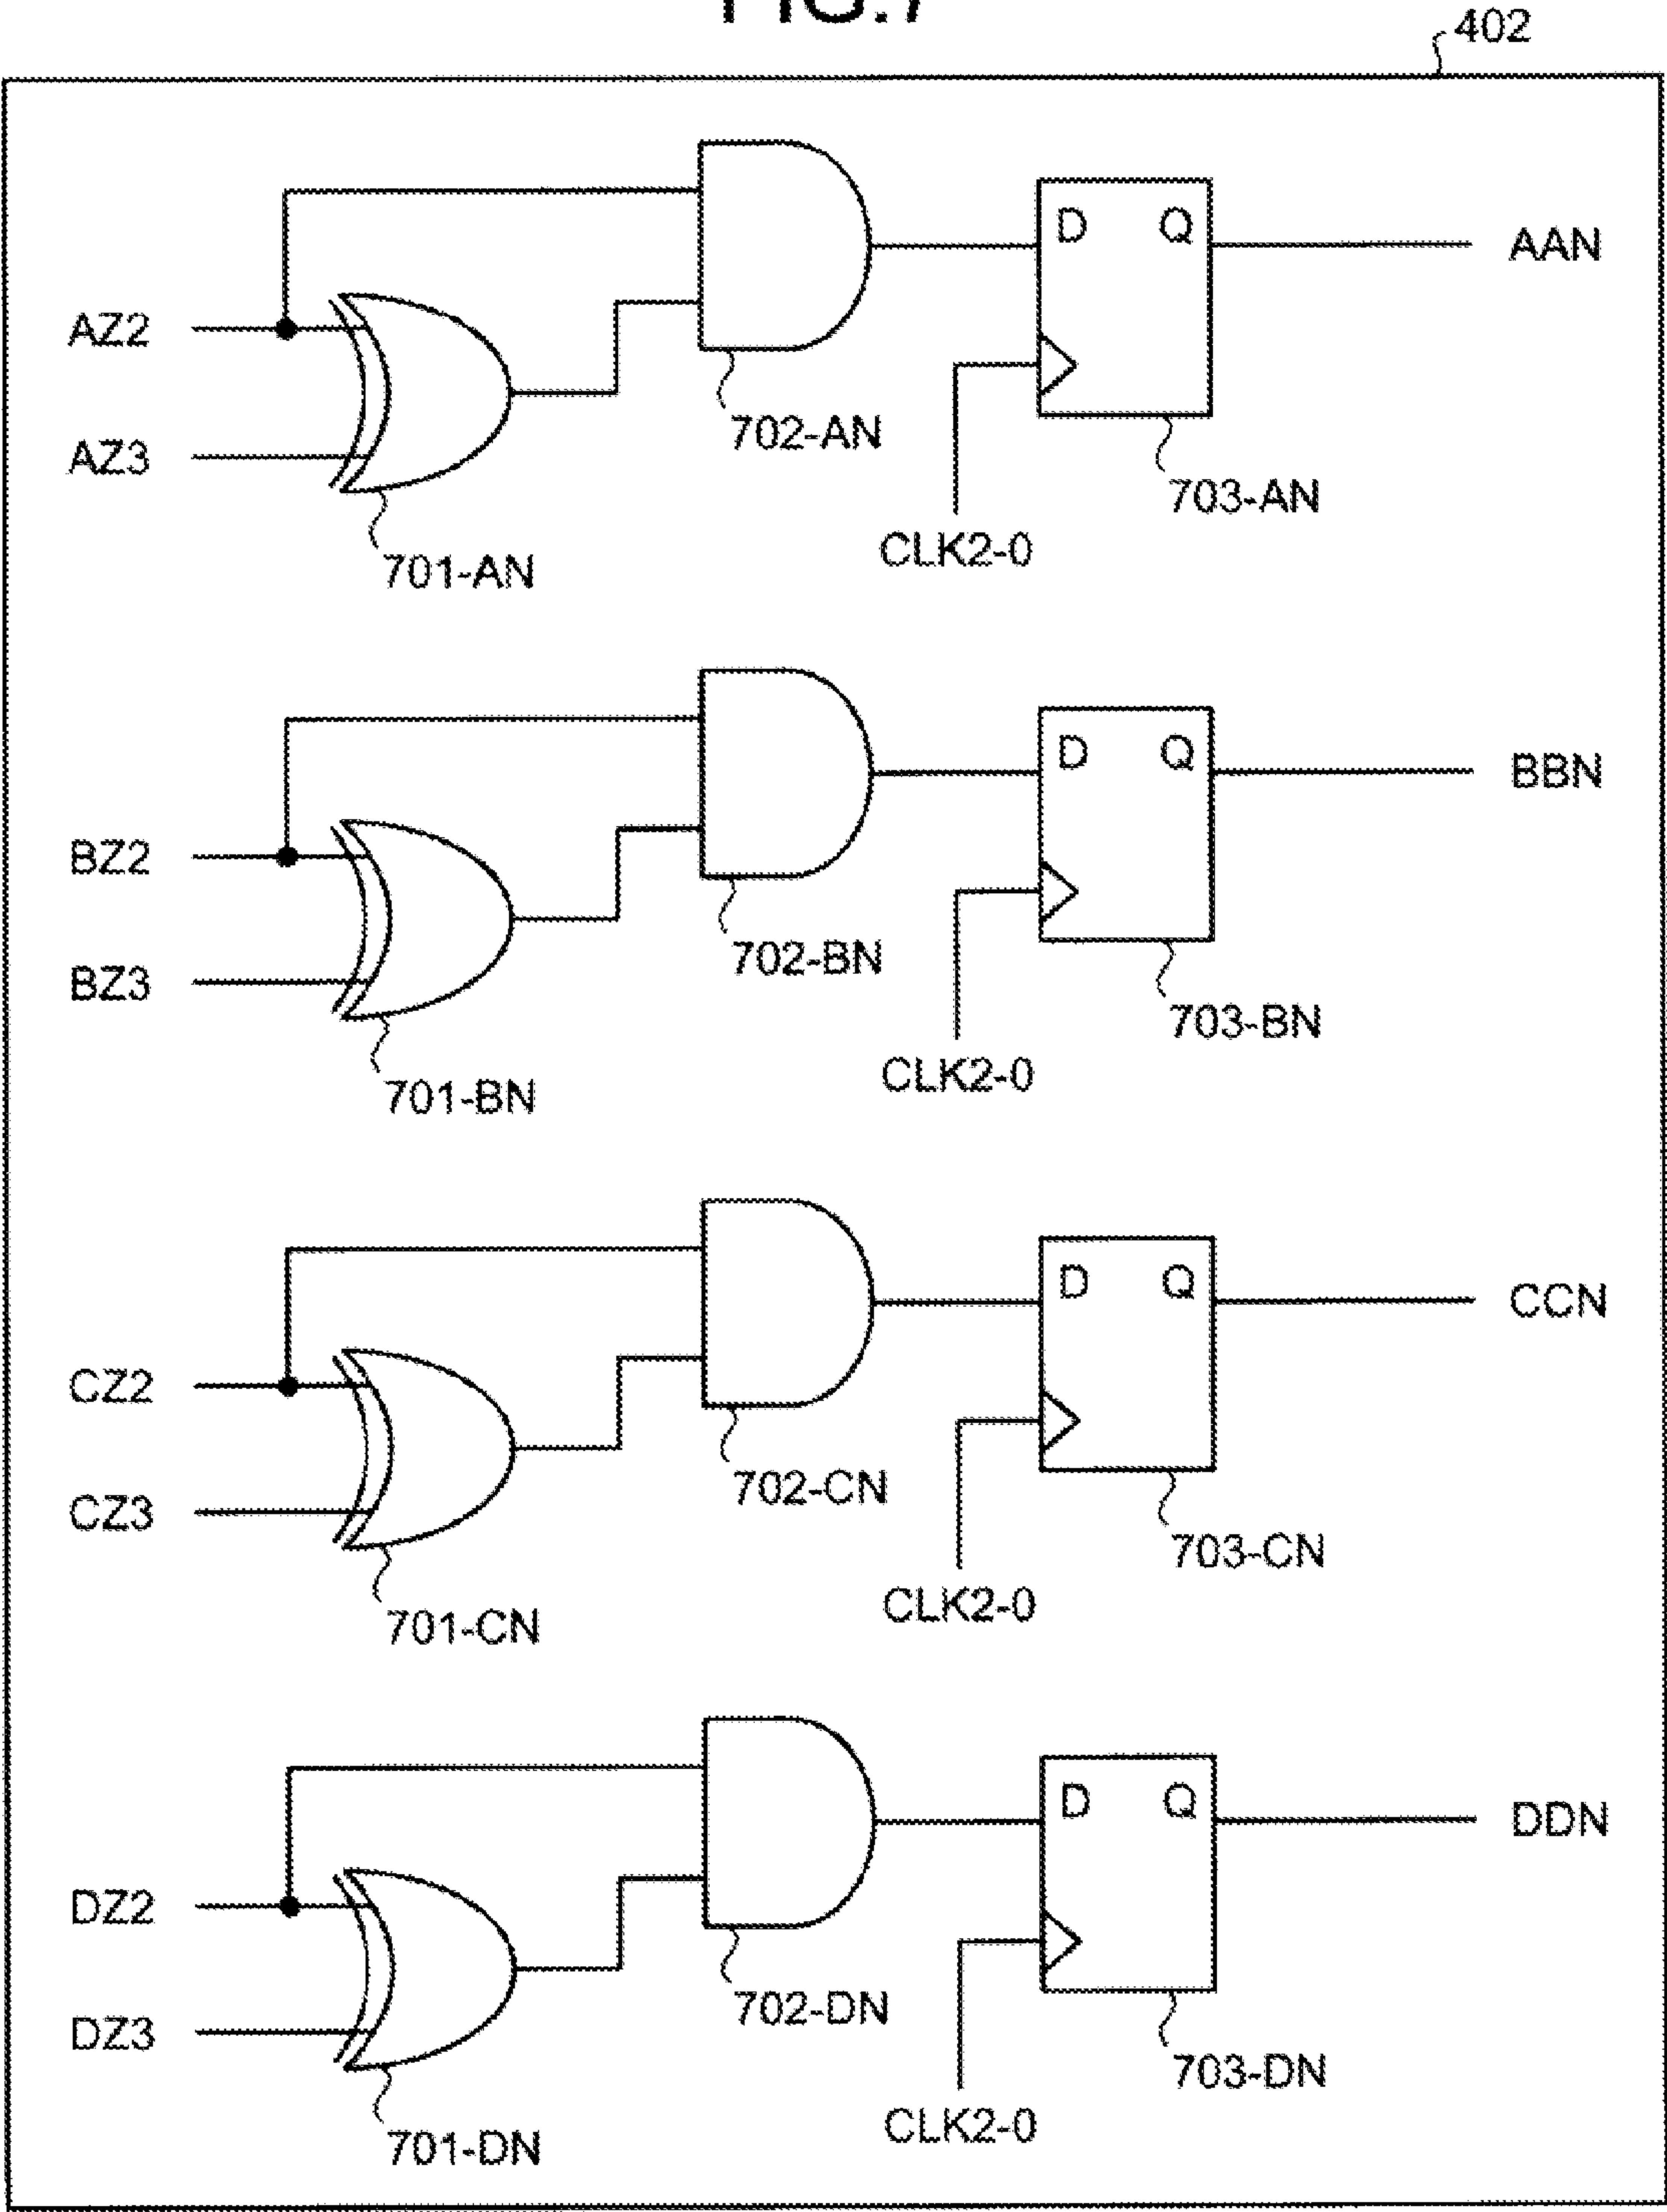 FIG.7
402
D Q
AAN
AZ2
702-AN
AZ3
703-AN
CLK2-0
701-AN
D Q
BBN
BZ2
702-BN
BZ3
703-BN
CLK2-0
701-BN
D Q
CCN
CZ2
702-CN
CZ3
703-CN
CLK2-0
701-CN
D Q
DDN
DZ2
702-DN
DZ3
703-DN
CLK2-0
701-DN